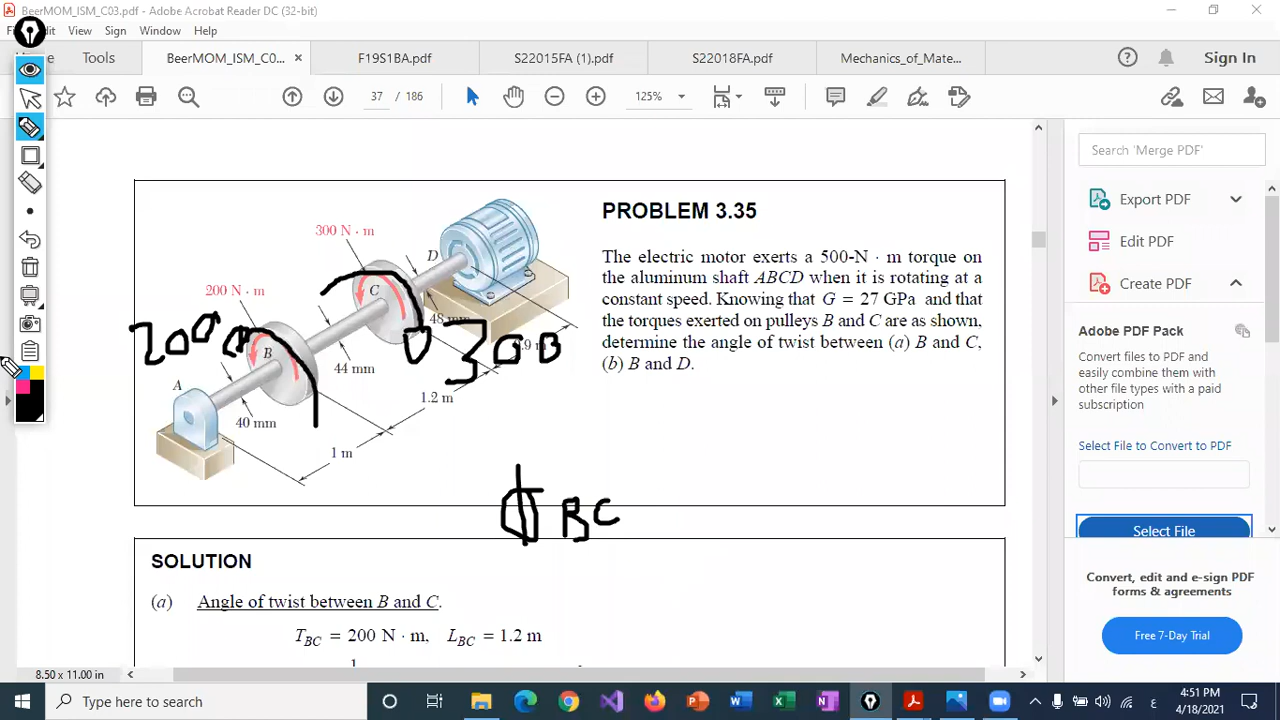 BeerMOM_ISM_C03.pdf - Adobe Acrobat Reader DC (32-bit)
View Sign Window Help
Tools BeerMOM_ISM_C0... × F19S1BA.pdf S22015FA (1).pdf S22018FA.pdf Mechanics_of_Mate... Sign In
37 / 186 125%
Search 'Merge PDF'
Export PDF
Edit PDF
Create PDF
Adobe PDF Pack
Convert files to PDF and
easily combine them with
other file types with a paid
subscription
Select File to Convert to PDF
Select File
Convert, edit and e-sign PDF
forms & agreements
Free 7-Day Trial
PROBLEM 3.35
The electric motor exerts a 500-N · m torque on
the aluminum shaft ABCD when it is rotating at a
constant speed. Knowing that G = 27 GPa and that
the torques exerted on pulleys B and C are as shown,
determine the angle of twist between (a) B and C,
(b) B and D.
300 N · m
D
200 N · m
C
48 mm
200
B
300
0.9 m
44 mm
A
1.2 m
40 mm
1 m
ϕ BC
SOLUTION
(a) Angle of twist between B and C.
T_BC = 200 N · m, L_BC = 1.2 m
8.50 x 11.00 in
Type here to search
4:51 PM
4/18/2021